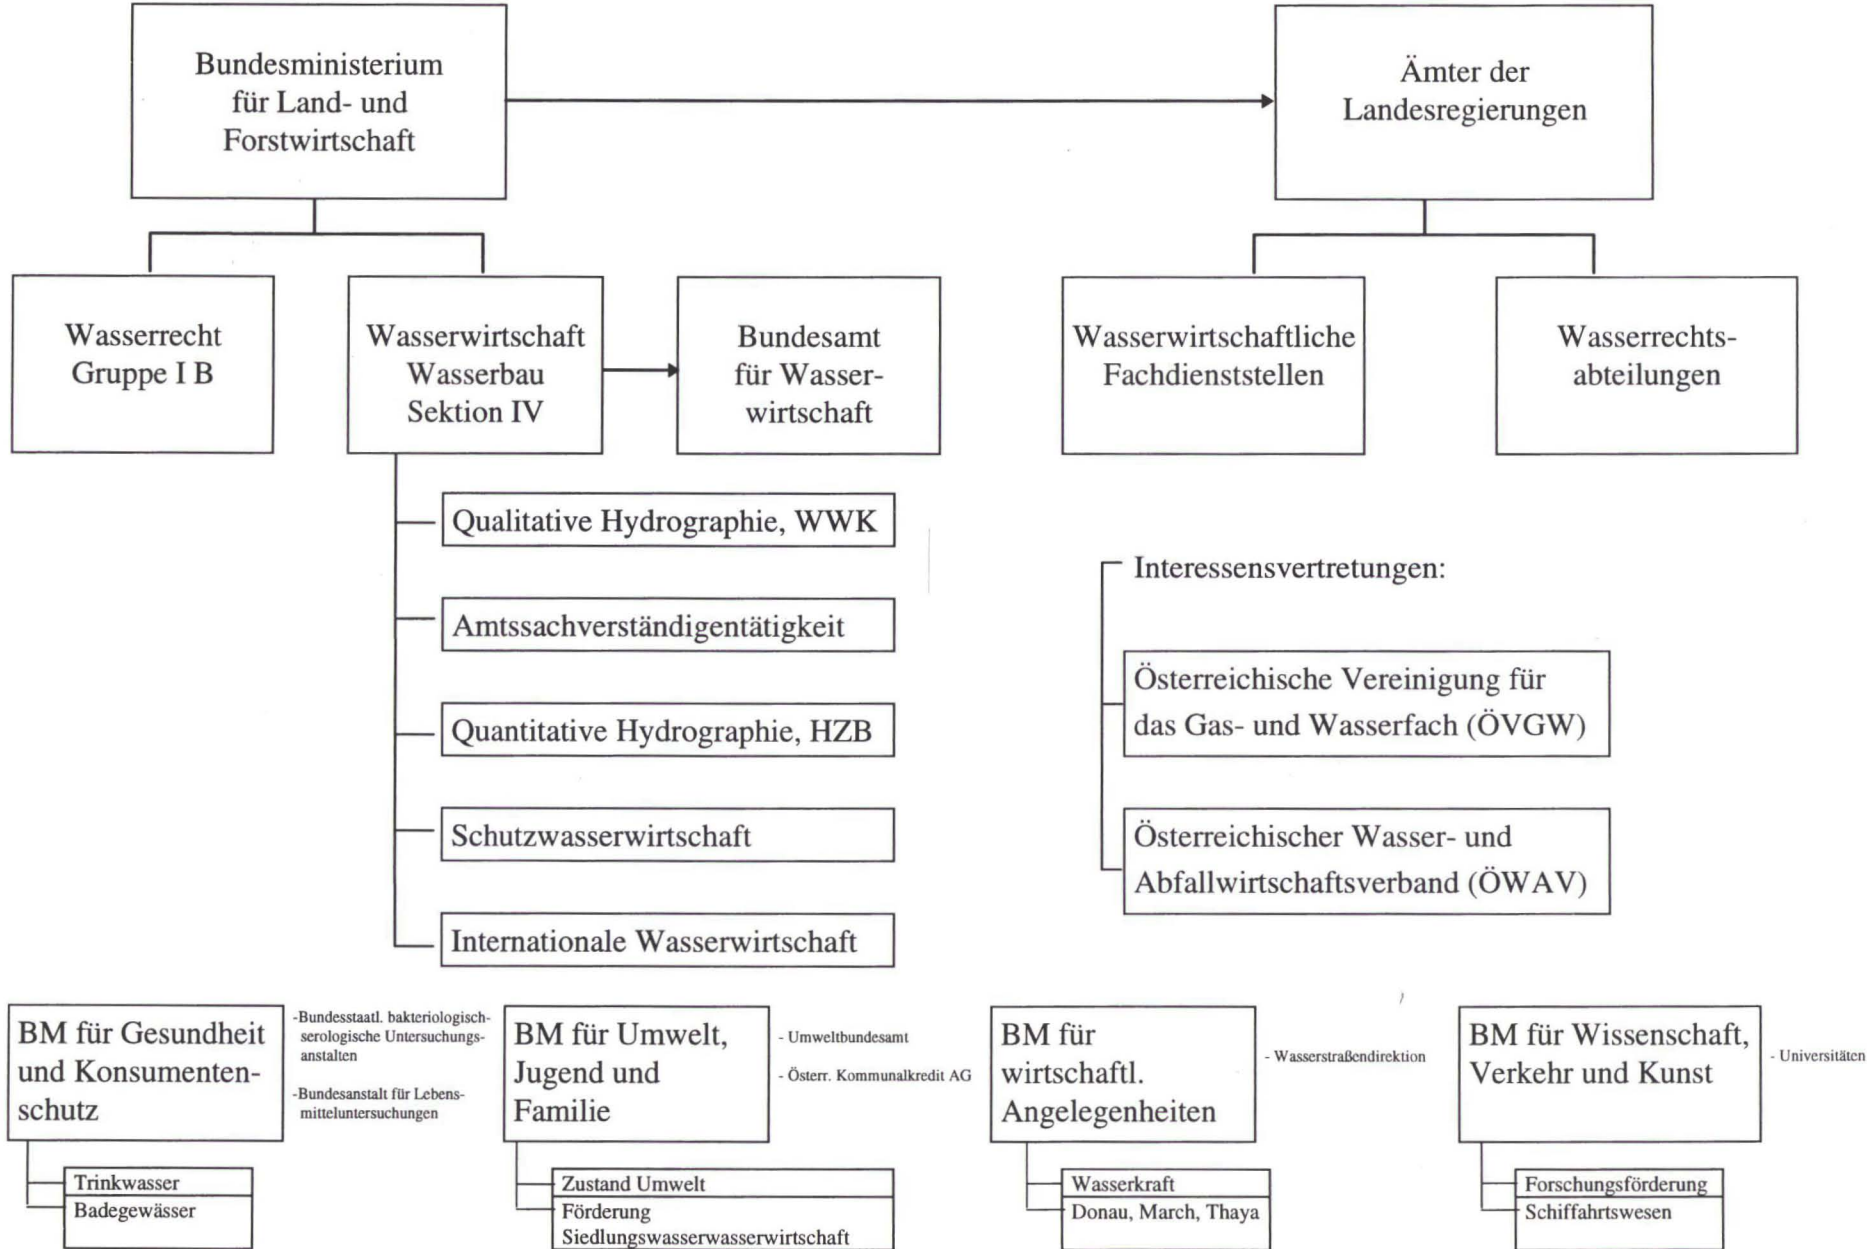 Bundesministerium
für Land- und
Forstwirtschaft
Ämter der
Landesregierungen
Wasserrecht
Gruppe I B
Wasserwirtschaft
Wasserbau
Sektion IV
Bundesamt
für Wasser-
wirtschaft
Wasserwirtschaftliche
Fachdienststellen
Wasserrechts-
abteilungen
Qualitative Hydrographie, WWK
Amtssachverständigentätigkeit
Quantitative Hydrographie, HZB
Schutzwasserwirtschaft
Internationale Wasserwirtschaft
Interessensvertretungen:
Österreichische Vereinigung für
das Gas- und Wasserfach (ÖVGW)
Österreichischer Wasser- und
Abfallwirtschaftsverband (ÖWAV)
BM für Gesundheit
und Konsumenten-
schutz
-Bundesstaatl. bakteriologisch-
serologische Untersuchungs-
anstalten
-Bundesanstalt für Lebens-
mitteluntersuchungen
Trinkwasser
Badegewässer
BM für Umwelt,
Jugend und
Familie
- Umweltbundesamt
- Österr. Kommunalkredit AG
Zustand Umwelt
Förderung
Siedlungswasserwasserwirtschaft
BM für
wirtschaftl.
Angelegenheiten
- Wasserstraßendirektion
Wasserkraft
Donau, March, Thaya
BM für Wissenschaft,
Verkehr und Kunst
- Universitäten
Forschungsförderung
Schiffahrtswesen